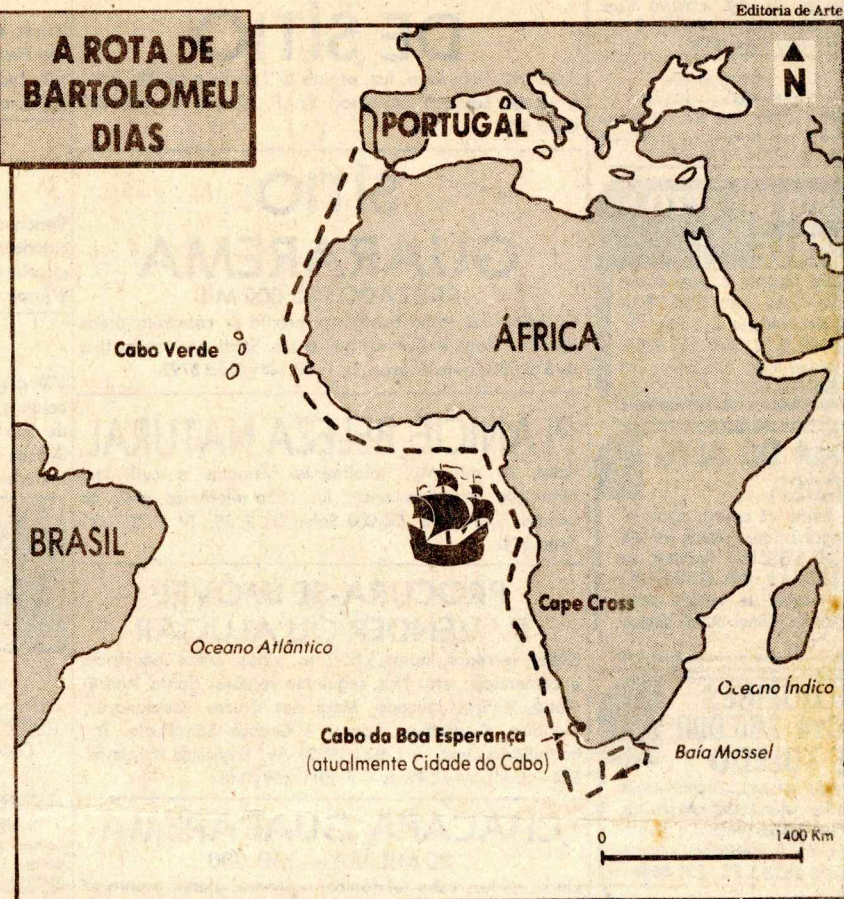 Editoria de Arte
A ROTA DE
BARTOLOMEU
DIAS
N
PORTUGAL
ÁFRICA
Cabo Verde
BRASIL
Cape Cross
Oceano Atlântico
Oceano Índico
Cabo da Boa Esperança
(atualmente Cidade do Cabo)
Baía Mossel
0 1400 Km